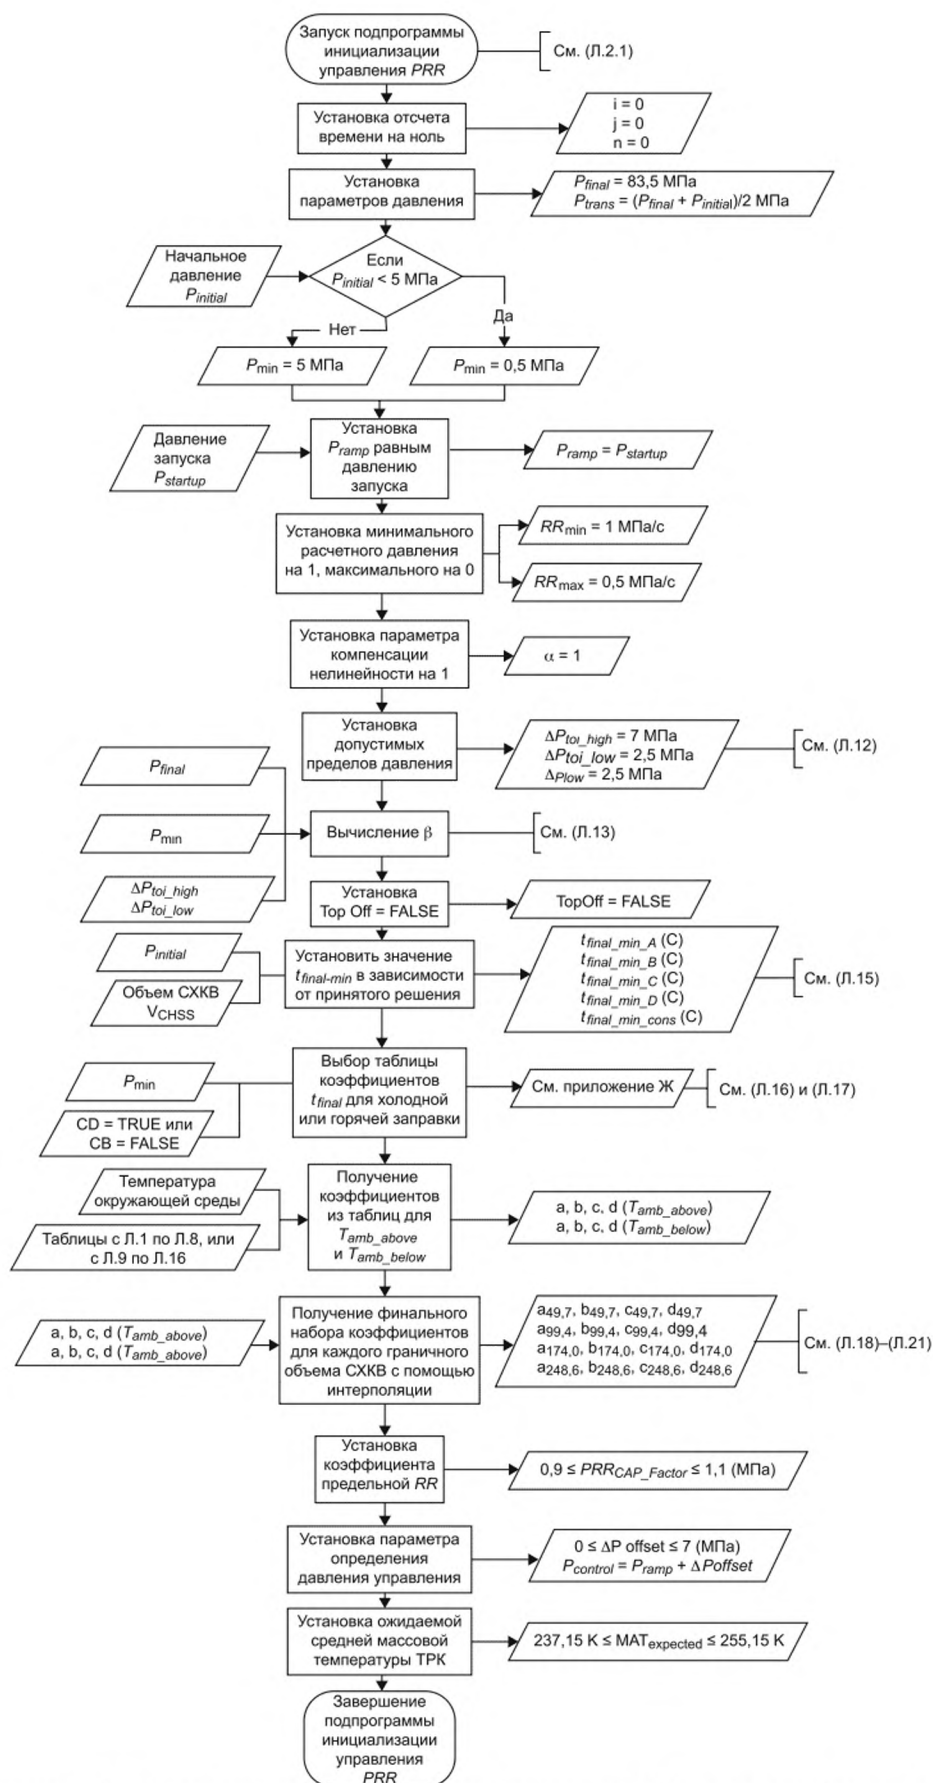 Запуск подпрограммы
инициализации
управления PRR
См. (Л.2.1)
Установка отсчета
времени на ноль
i = 0
j = 0
n = 0
Установка
параметров давления
Pfinal = 83,5 МПа
Ptrans = (Pfinal + Pinitial)/2 МПа
Начальное
давление
Pinitial
Если
Pinitial < 5 МПа
Нет
Да
Pmin = 5 МПа
Pmin = 0,5 МПа
Давление
запуска
Pstartup
Установка
Pramp равным
давлению
запуска
Pramp = Pstartup
Установка минимального
расчетного давления
на 1, максимального на 0
RRmin = 1 МПа/с
RRmax = 0,5 МПа/с
Установка параметра
компенсации
нелинейности на 1
α = 1
Установка
допустимых
пределов давления
ΔPtoi_high = 7 МПа
ΔPtoi_low = 2,5 МПа
ΔPlow = 2,5 МПа
См. (Л.12)
Pfinal
Pmin
ΔPtoi_high
ΔPtoi_low
Вычисление β
См. (Л.13)
Установка
Top Off = FALSE
TopOff = FALSE
Pinitial
Объем СХКВ
VCHSS
Установить значение
tfinal-min в зависимости
от принятого решения
tfinal_min_A (C)
tfinal_min_B (C)
tfinal_min_C (C)
tfinal_min_D (C)
tfinal_min_cons (C)
См. (Л.15)
Pmin
CD = TRUE или
CB = FALSE
Выбор таблицы
коэффициентов
tfinal для холодной
или горячей заправки
См. приложение Ж
См. (Л.16) и (Л.17)
Температура
окружающей среды
Таблицы с Л.1 по Л.8, или
с Л.9 по Л.16
Получение
коэффициентов
из таблиц для
Tamb_above
и Tamb_below
a, b, c, d (Tamb_above)
a, b, c, d (Tamb_below)
a, b, c, d (Tamb_above)
a, b, c, d (Tamb_above)
Получение финального
набора коэффициентов
для каждого граничного
объема СХКВ с помощью
интерполяции
a49,7, b49,7, c49,7, d49,7
a99,4, b99,4, c99,4, d99,4
a174,0, b174,0, c174,0, d174,0
a248,6, b248,6, c248,6, d248,6
См. (Л.18)–(Л.21)
Установка
коэффициента
предельной RR
0,9 ≤ PRRCAP_Factor ≤ 1,1 (МПа)
Установка параметра
определения
давления управления
0 ≤ ΔP offset ≤ 7 (МПа)
Pcontrol = Pramp + ΔPoffset
Установка ожидаемой
средней массовой
температуры ТРК
237,15 K ≤ MATexpected ≤ 255,15 K
Завершение
подпрограммы
инициализации
управления
PRR